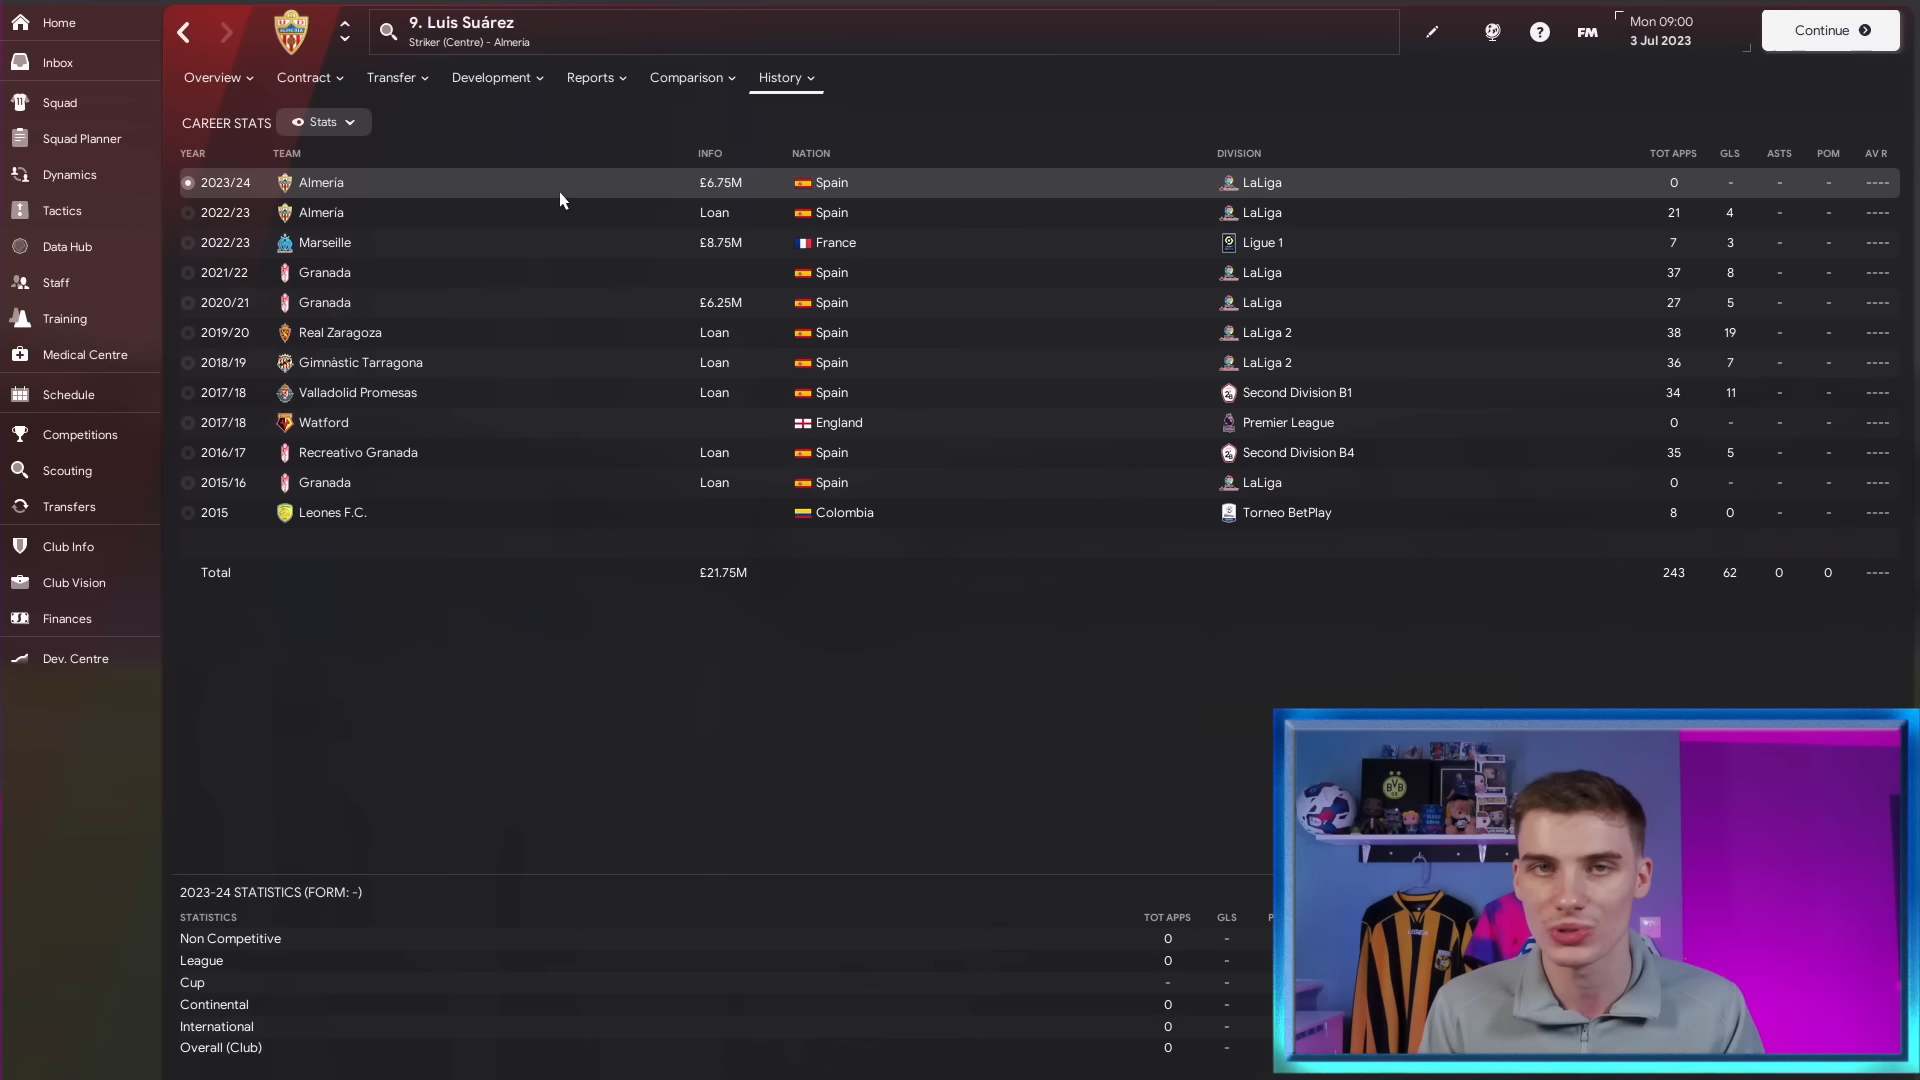 Home
Inbox
Squad
Squad Planner
Dynamics
Tactics
Data Hub
Staff
Training
Medical Centre
Schedule
Competitions
Scouting
Transfers
Club Info
Club Vision
Finances
Dev. Centre
9. Luis Suárez
Striker (Centre) - Almería
FM
Mon 09:00
3 Jul 2023
Continue
Overview Contract Transfer Development Reports Comparison History
CAREER STATS Stats
YEAR TEAM INFO NATION DIVISION TOT APPS GLS ASTS POM AV R
2023/24 Almería £6.75M Spain LaLiga 0 - - - ----
2022/23 Almería Loan Spain LaLiga 21 4 - - ----
2022/23 Marseille £8.75M France Ligue 1 7 3 - - ----
2021/22 Granada Spain LaLiga 37 8 - - ----
2020/21 Granada £6.25M Spain LaLiga 27 5 - - ----
2019/20 Real Zaragoza Loan Spain LaLiga 2 38 19 - - ----
2018/19 Gimnàstic Tarragona Loan Spain LaLiga 2 36 7 - - ----
2017/18 Valladolid Promesas Loan Spain Second Division B1 34 11 - - ----
2017/18 Watford England Premier League 0 - - - ----
2016/17 Recreativo Granada Loan Spain Second Division B4 35 5 - - ----
2015/16 Granada Loan Spain LaLiga 0 - - - ----
2015 Leones F.C. Colombia Torneo BetPlay 8 0 - - ----
Total £21.75M 243 62 0 0 ----
2023-24 STATISTICS (FORM: -)
STATISTICS TOT APPS GLS P
Non Competitive 0 -
League 0 -
Cup - -
Continental 0 -
International 0 -
Overall (Club) 0 -
BVB